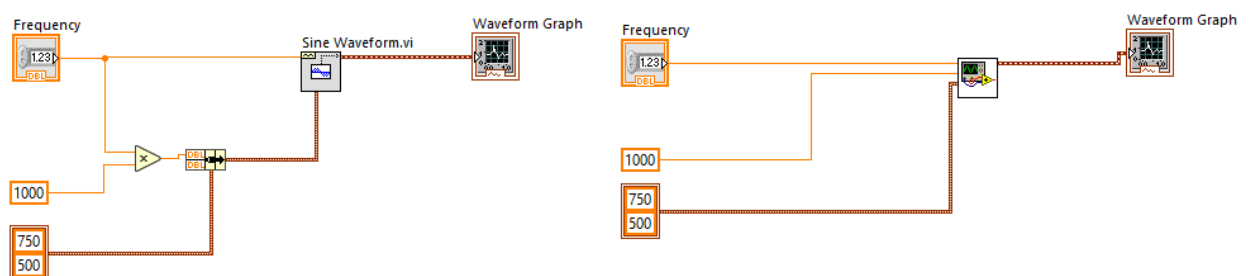 Frequency
1.23
DBL
Sine Waveform.vi
Waveform Graph
DBL
DBL
1000
750
500
Frequency
1.23
DBL
Waveform Graph
1000
750
500